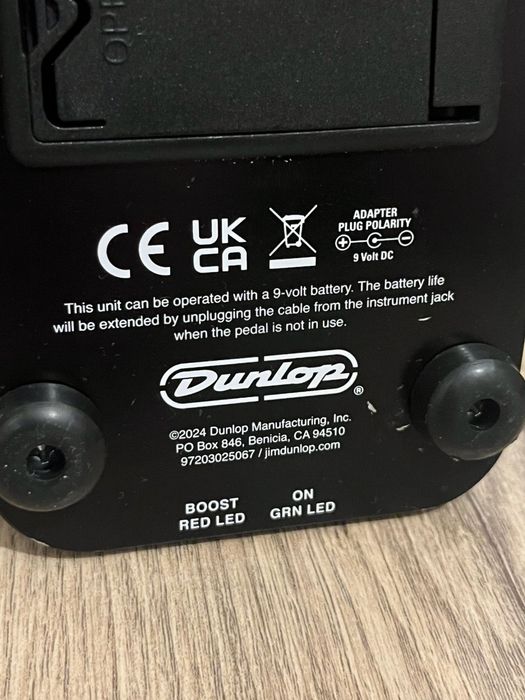 OPE
CE
UK
CA
ADAPTER
PLUG POLARITY
9 Volt DC
This unit can be operated with a 9-volt battery. The battery life
will be extended by unplugging the cable from the instrument jack
when the pedal is not in use.
Dunlop®
©2024 Dunlop Manufacturing, Inc.
PO Box 846, Benicia, CA 94510
97203025067 / jimdunlop.com
BOOST
RED LED
ON
GRN LED